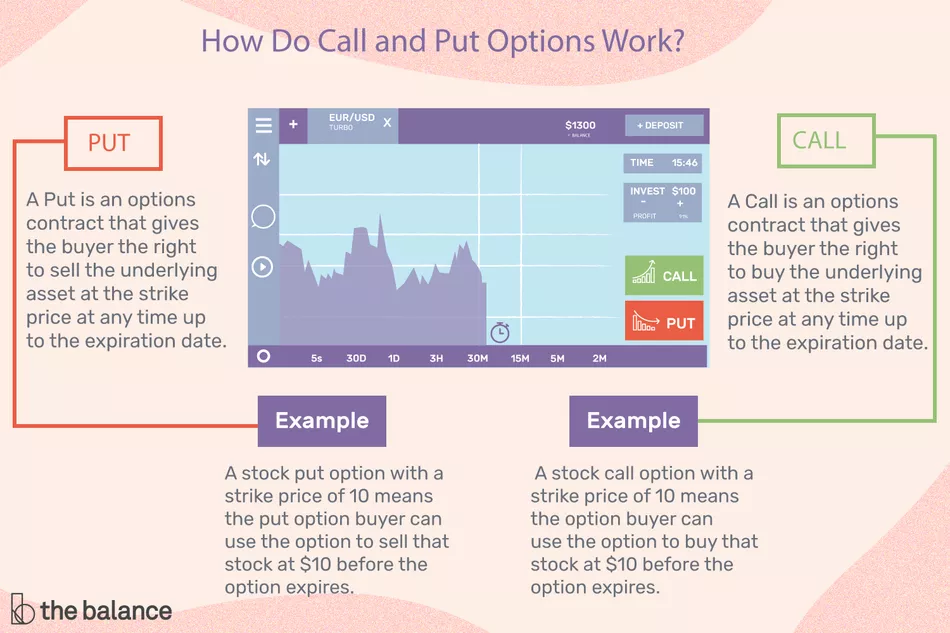 How Do Call and Put Options Work?
PUT
A Put is an options
contract that gives
the buyer the right
to sell the underlying
asset at the strike
price at any time up
to the expiration date.
+
EUR/USD
TURBO
X
$1300
BALANCE
+ DEPOSIT
TIME 15:46
INVEST $100
- +
PROFIT
CALL
PUT
5s 30D 1D 3H 30M 15M 5M 2M
CALL
A Call is an options
contract that gives
the buyer the right
to buy the underlying
asset at the strike
price at any time up
to the expiration date.
Example
A stock put option with a
strike price of 10 means
the put option buyer can
use the option to sell that
stock at $10 before the
option expires.
Example
A stock call option with a
strike price of 10 means
the option buyer can
use the option to buy that
stock at $10 before the
option expires.
the balance